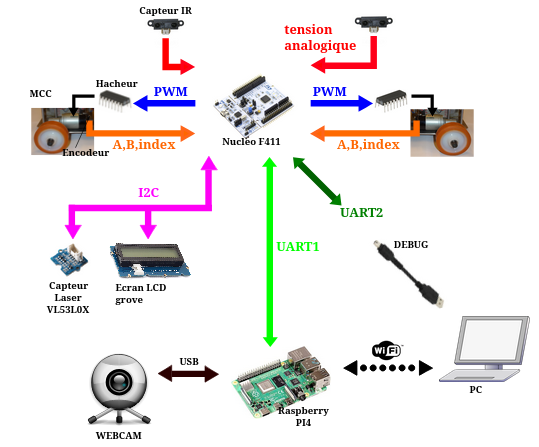 Capteur IR
tension
analogique
Hacheur
PWM
PWM
MCC
Encodeur
A,B,index
Nucleo F411
A,B,index
I2C
UART2
UART1
DEBUG
Capteur
Laser
VL53L0X
Ecran LCD
grove
WiFi
USB
PC
Raspberry
PI4
WEBCAM